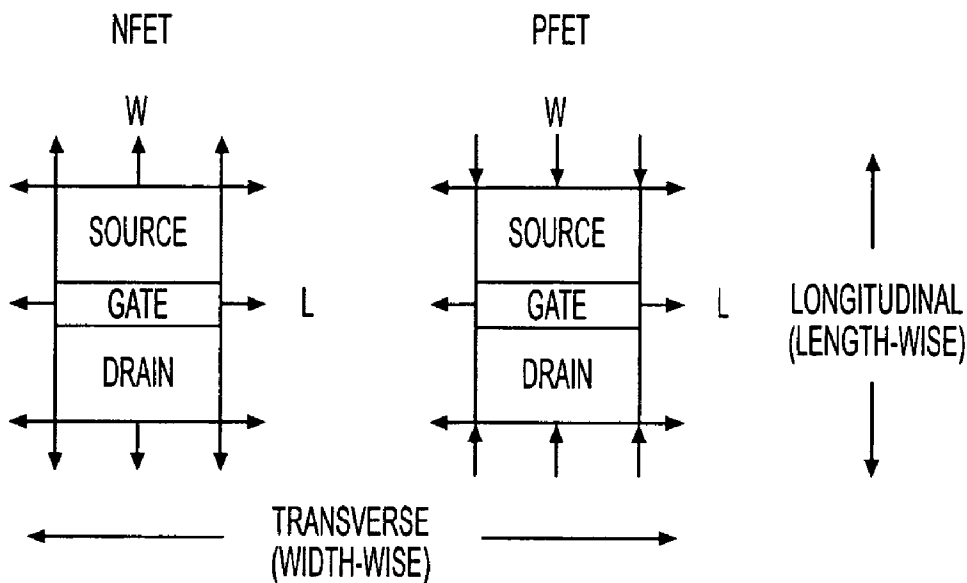 NFET
PFET
W
W
SOURCE
SOURCE
GATE
L
GATE
L
LONGITUDINAL
(LENGTH-WISE)
DRAIN
DRAIN
TRANSVERSE
(WIDTH-WISE)